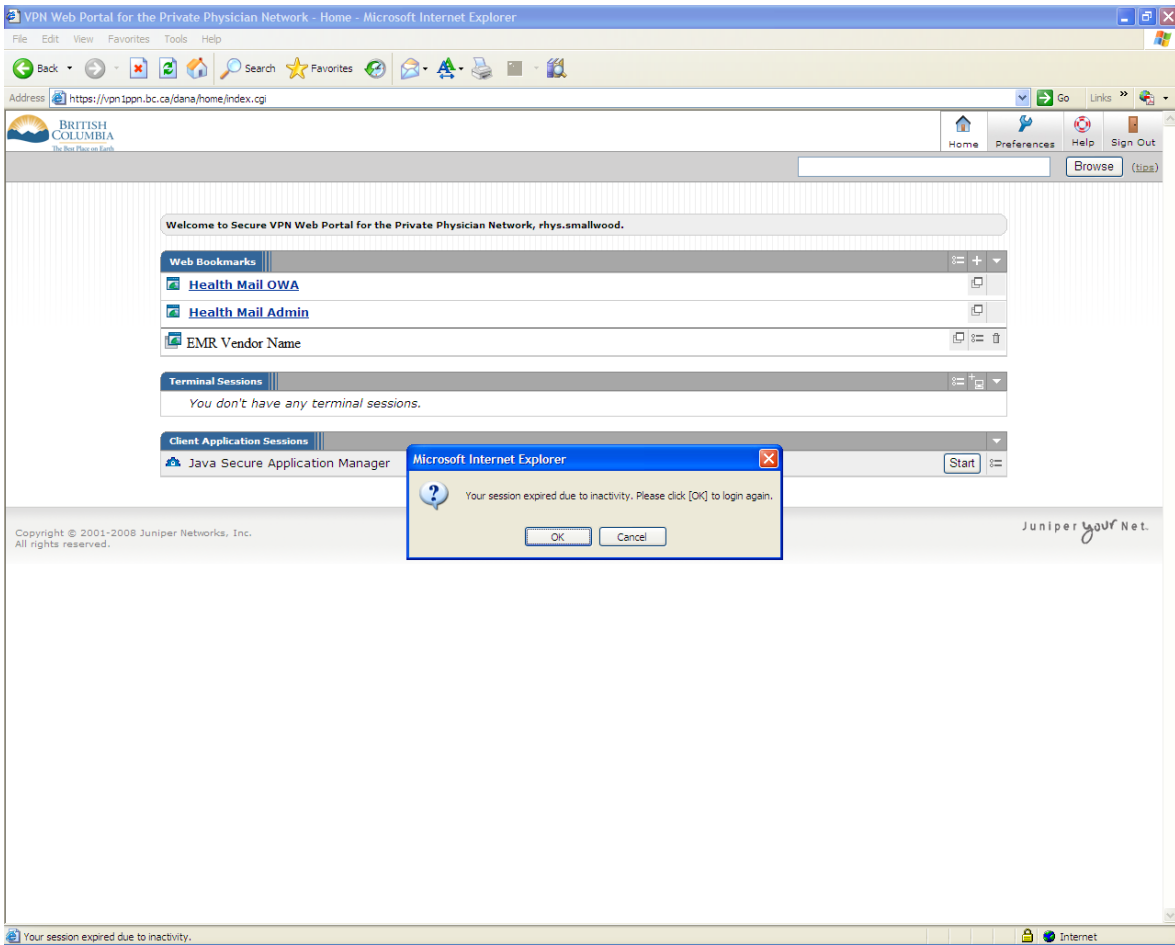 VPN Web Portal for the Private Physician Network - Home - Microsoft Internet Explorer
File Edit View Favorites Tools Help
Back Search Favorites
Address https://vpn1ppn.bc.ca/dana/home/index.cgi Go Links »
BRITISH
COLUMBIA
The Best Place on Earth
Home Preferences Help Sign Out
Browse (tips)
Welcome to Secure VPN Web Portal for the Private Physician Network, rhys.smallwood.
Web Bookmarks
Health Mail OWA
Health Mail Admin
EMR Vendor Name
Terminal Sessions
You don't have any terminal sessions.
Client Application Sessions
Java Secure Application Manager Start
Microsoft Internet Explorer
Your session expired due to inactivity. Please click [OK] to login again.
OK Cancel
Copyright © 2001-2008 Juniper Networks, Inc.
All rights reserved.
Juniper your Net.
Your session expired due to inactivity. Internet